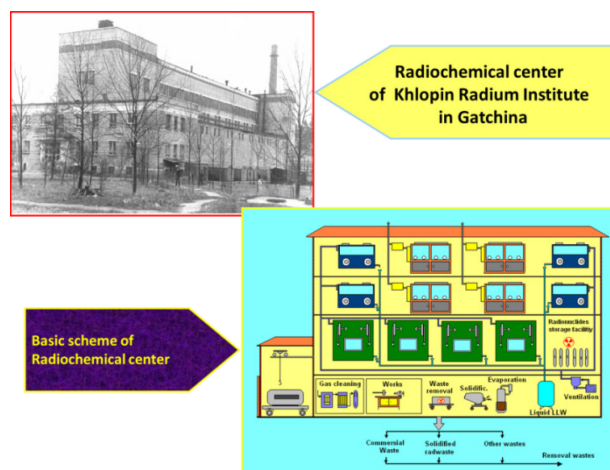 Radiochemical center
of Khlopin Radium Institute
in Gatchina
Basic scheme of
Radiochemical center
Radionuclides
storage facility
Gas cleaning
Works
Waste
removal
Solidific.
Evaporation
Liquid LLW
Ventilation
Commercial
Waste
Solidified
radwaste
Other wastes
Removal wastes